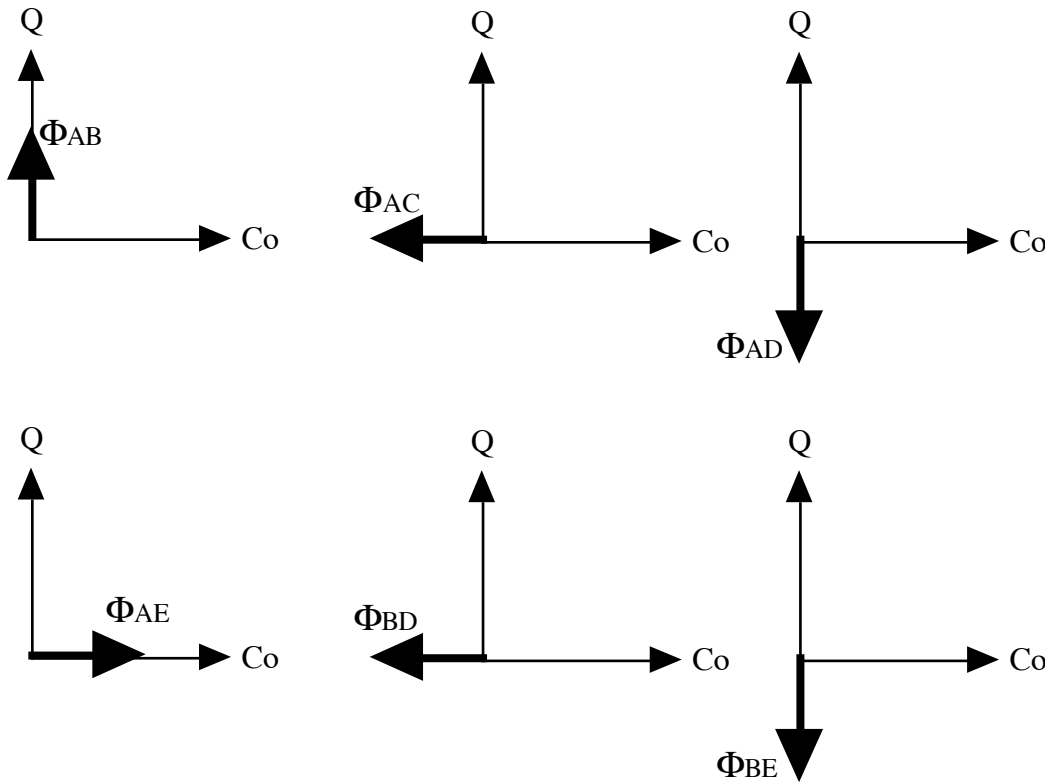 Q Q Q
ΦAB
ΦAC
Co Co Co
ΦAD
Q Q Q
ΦAE ΦBD
Co Co Co
ΦBE